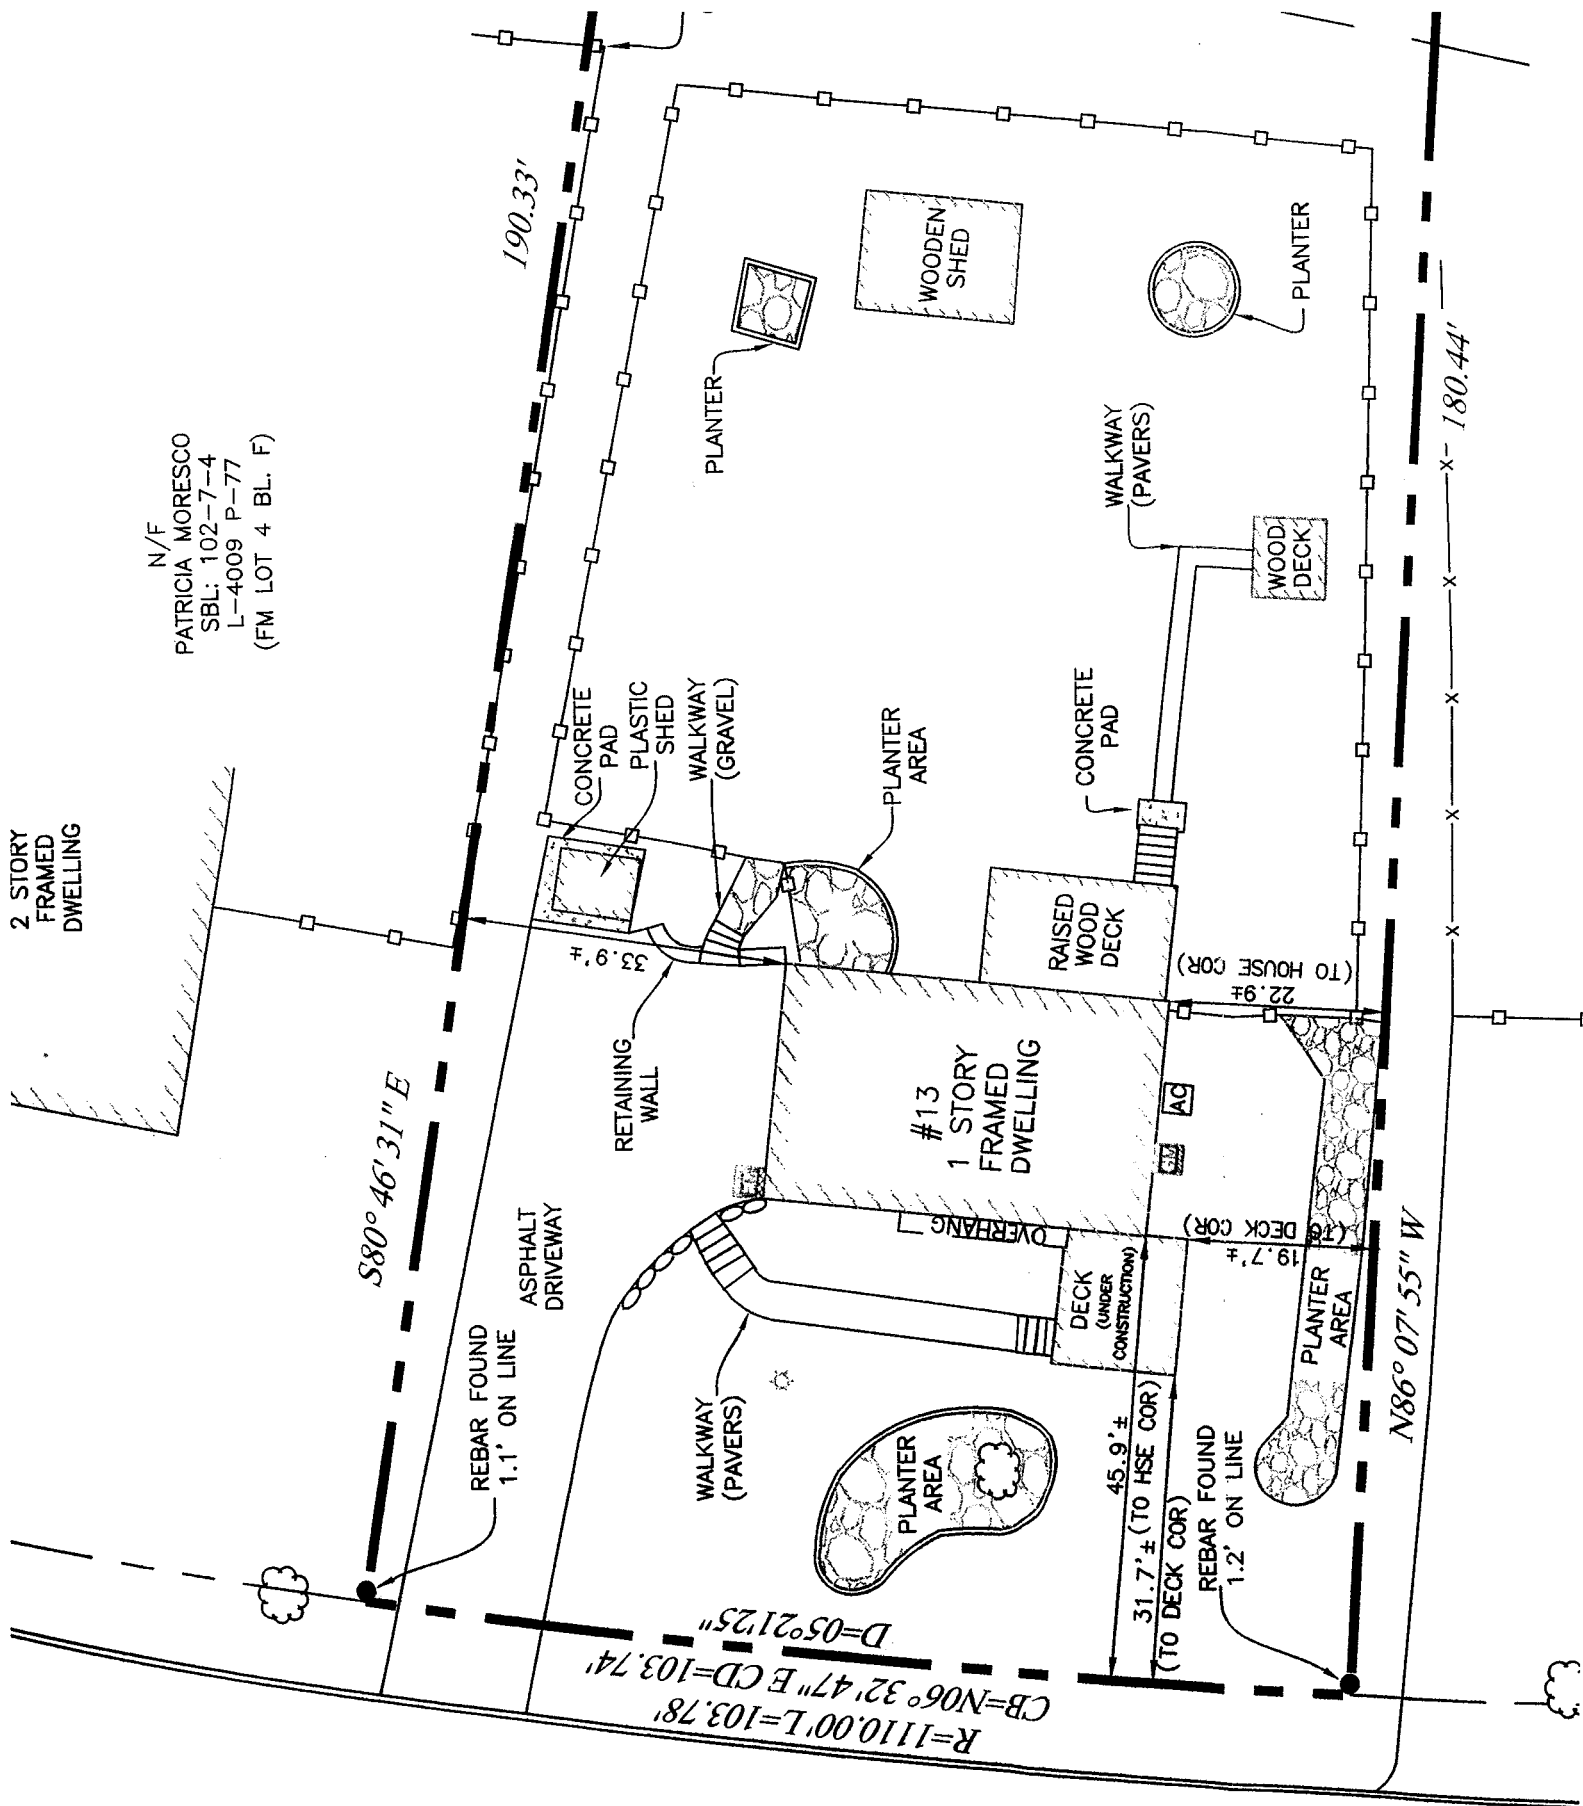 N/F
PATRICIA MORESCO
SBL: 102-7-4
L-4009 P-77
(FM LOT 4 BL. F)
2 STORY
FRAMED
DWELLING
190.33'
S80°46'31"E
REBAR FOUND
1.1' ON LINE
ASPHALT
DRIVEWAY
CONCRETE
PAD
PLASTIC
SHED
WALKWAY
(GRAVEL)
RETAINING
WALL
33.9'±
PLANTER
WOODEN
SHED
PLANTER
WALKWAY
(PAVERS)
WOOD
DECK
180.44'
PLANTER
AREA
CONCRETE
PAD
RAISED
WOOD
DECK
22.9±
(TO HOUSE COR)
#13
1 STORY
FRAMED
DWELLING
AC
GM
OVERHANG
DECK
(UNDER
CONSTRUCTION)
19.7'±
(TO DECK COR)
PLANTER
AREA
WALKWAY
(PAVERS)
PLANTER
AREA
45.9'±
31.7'± (TO HSE COR)
(TO DECK COR)
REBAR FOUND
1.2' ON LINE
N86°07'55"W
R=1110.00' L=103.78'
CB=N06°32'47"E CD=103.74'
D=05°21'25"